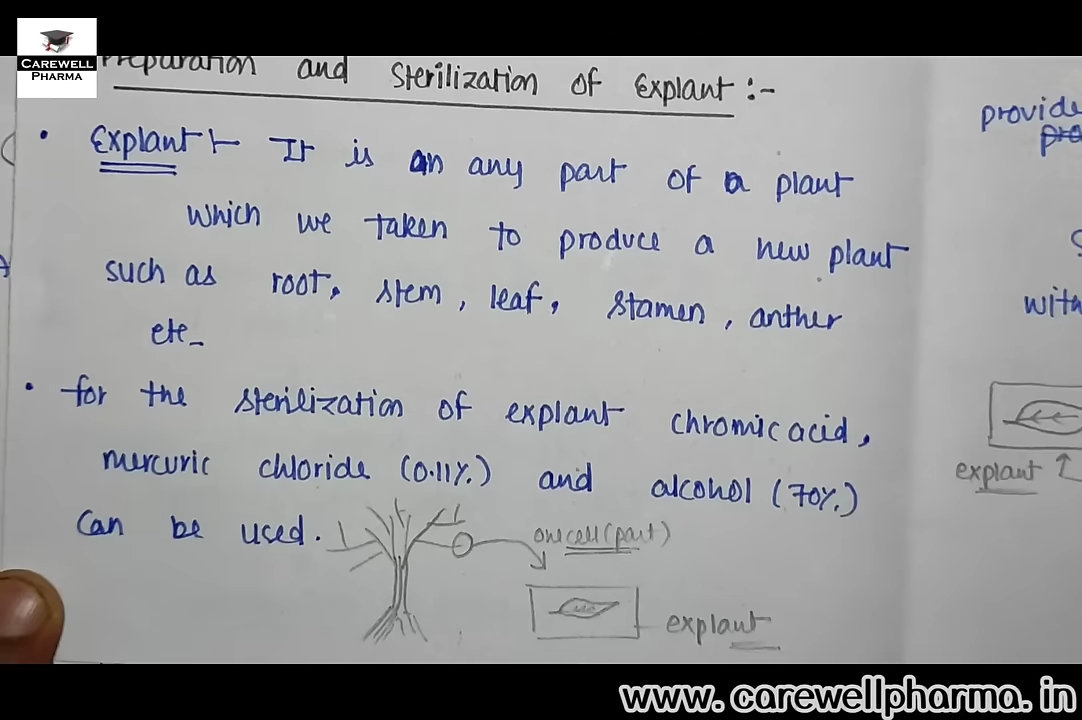 CAREWELL
PHARMA
Preparation and Sterilization of Explant :-
• Explant :- It is an any part of a plant
which we taken to produce a new plant
such as root, stem, leaf, stamen, anther
etc_
• for the sterilization of explant chromic acid,
mercuric chloride (0.11%) and alcohol (70%)
can be used.
one cell (part)
explant
provide
with
explant
www.carewellpharma.in